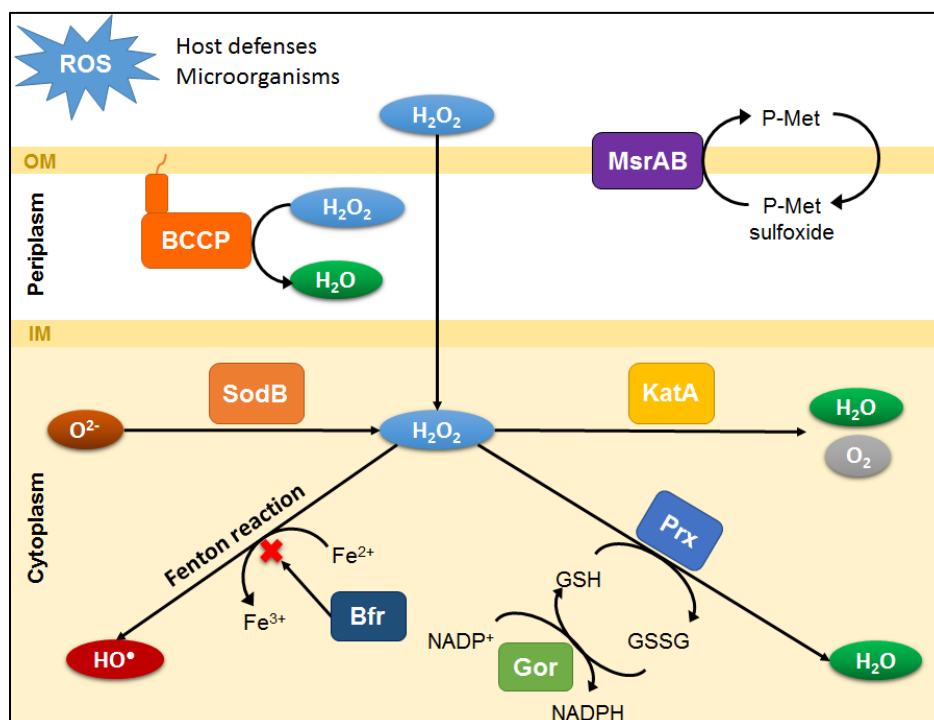 ROS
Host defenses
Microorganisms
H₂O₂
P-Met
MsrAB
OM
P-Met
sulfoxide
Periplasm
BCCP
H₂O₂
H₂O
IM
SodB
KatA
O²⁻
H₂O₂
H₂O
O₂
Cytoplasm
Fenton reaction
Prx
Fe²⁺
GSH
Fe³⁺
Bfr
NADP⁺
GSSG
HO•
Gor
H₂O
NADPH